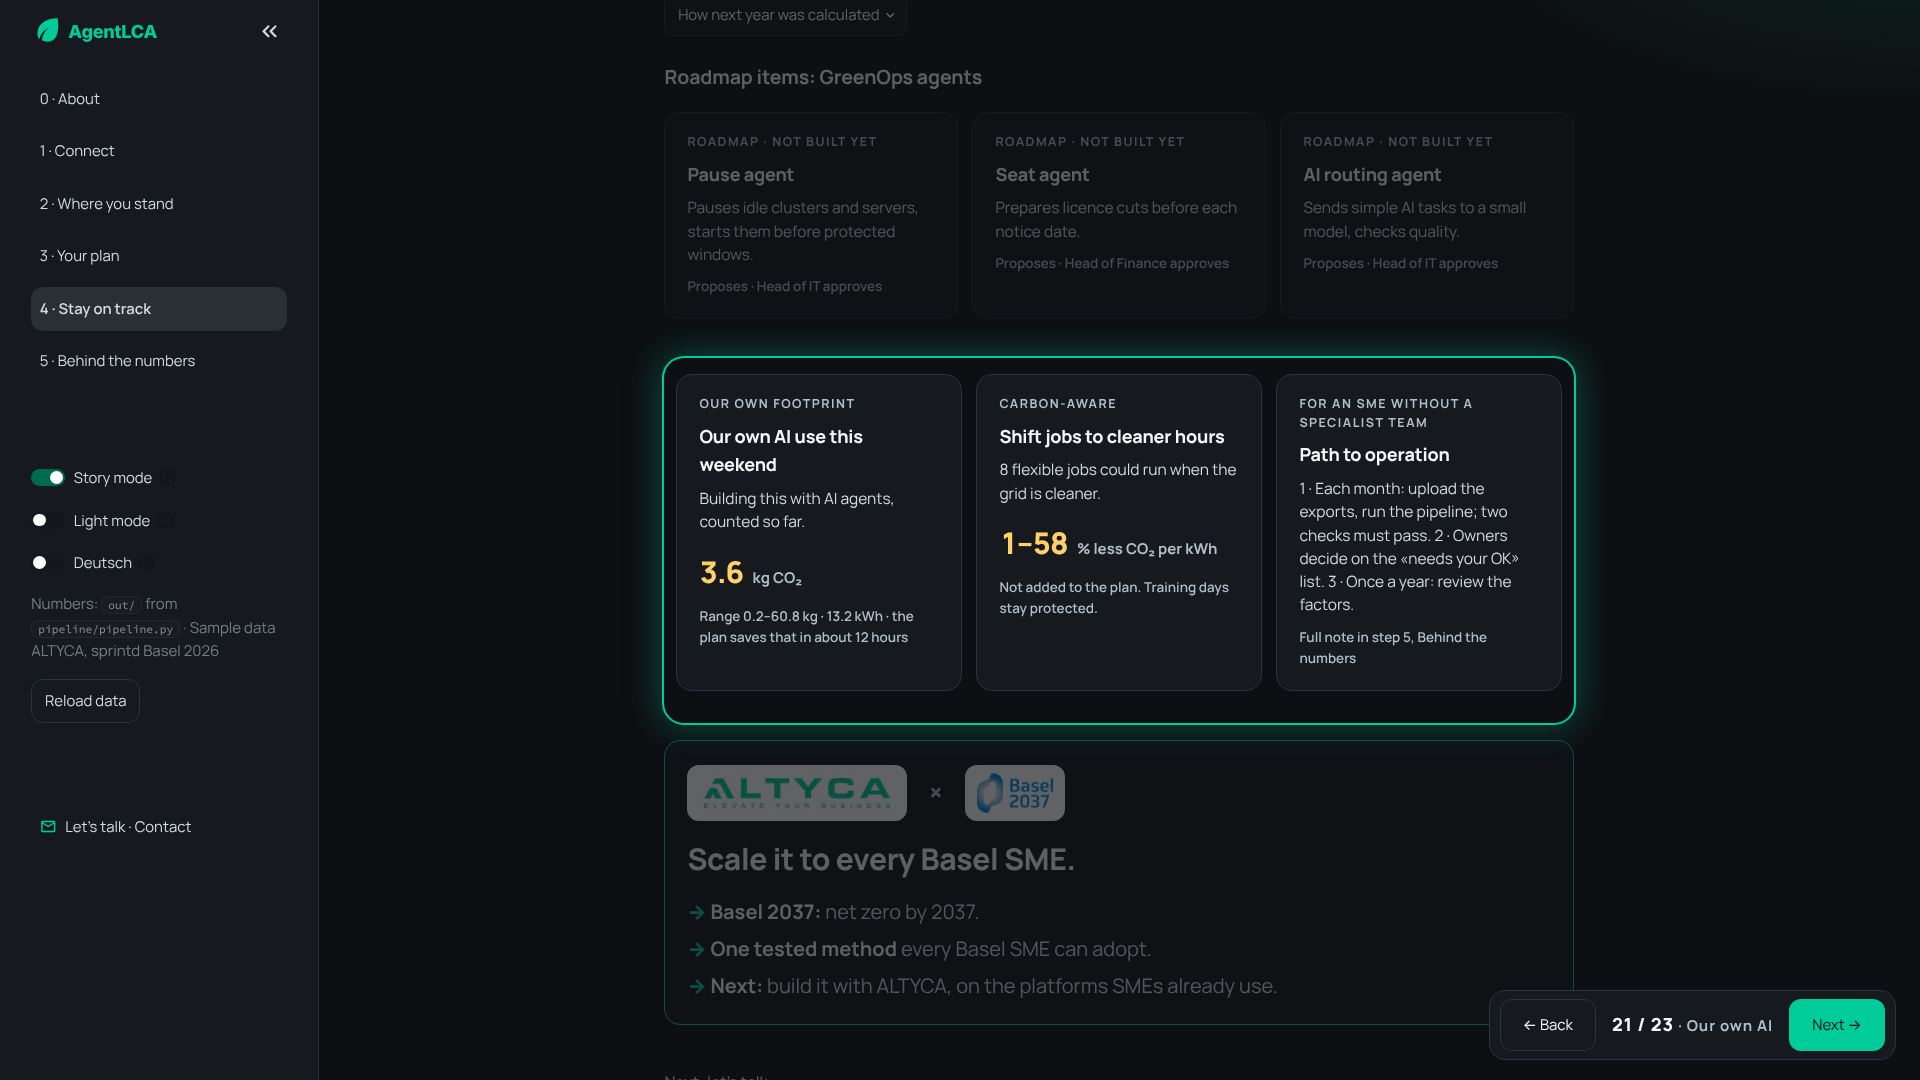 AgentLCA
0 · About
1 · Connect
2 · Where you stand
3 · Your plan
4 · Stay on track
5 · Behind the numbers
Story mode
Light mode
Deutsch
Numbers: out/ from
pipeline/pipeline.py · Sample data
ALTYCA, sprintd Basel 2026
Reload data
Let's talk · Contact
How next year was calculated
Roadmap items: GreenOps agents
ROADMAP · NOT BUILT YET
Pause agent
Pauses idle clusters and servers,
starts them before protected
windows.
Proposes · Head of IT approves
ROADMAP · NOT BUILT YET
Seat agent
Prepares licence cuts before each
notice date.
Proposes · Head of Finance approves
ROADMAP · NOT BUILT YET
AI routing agent
Sends simple AI tasks to a small
model, checks quality.
Proposes · Head of IT approves
OUR OWN FOOTPRINT
Our own AI use this
weekend
Building this with AI agents,
counted so far.
3.6 kg CO₂
Range 0.2–60.8 kg · 13.2 kWh · the
plan saves that in about 12 hours
CARBON-AWARE
Shift jobs to cleaner hours
8 flexible jobs could run when the
grid is cleaner.
1–58 % less CO₂ per kWh
Not added to the plan. Training days
stay protected.
FOR AN SME WITHOUT A
SPECIALIST TEAM
Path to operation
1 · Each month: upload the
exports, run the pipeline; two
checks must pass. 2 · Owners
decide on the «needs your OK»
list. 3 · Once a year: review the
factors.
Full note in step 5, Behind the
numbers
ALTYCA
ELEVATE YOUR BUSINESS
×
Basel
2037
Scale it to every Basel SME.
→ Basel 2037: net zero by 2037.
→ One tested method every Basel SME can adopt.
→ Next: build it with ALTYCA, on the platforms SMEs already use.
← Back
21 / 23 · Our own AI
Next →